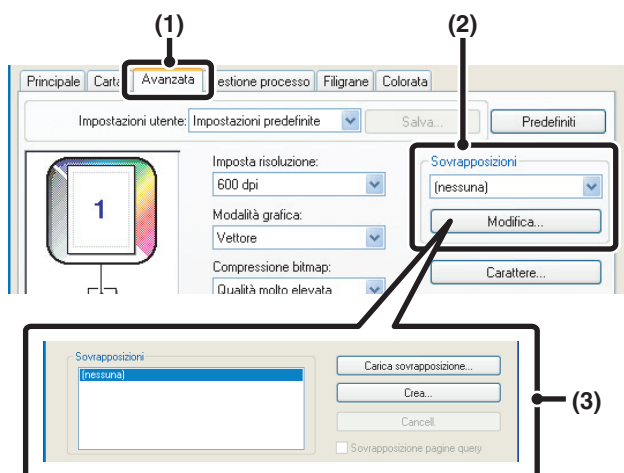 (1) (2)
Principale Carta Avanzata estione processo Filigrane Colorata
Impostazioni utente: Impostazioni predefinite Salva... Predefiniti
Imposta risoluzione: Sovrapposizioni
600 dpi (nessuna)
1
Modalità grafica: Modifica...
Vettore
Compressione bitmap: Carattere...
Qualità molto elevata
Sovrapposizioni
(nessuna) Carica sovrapposizione...
Crea...
(3)
Cancell.
Sovrapposizione pagine query